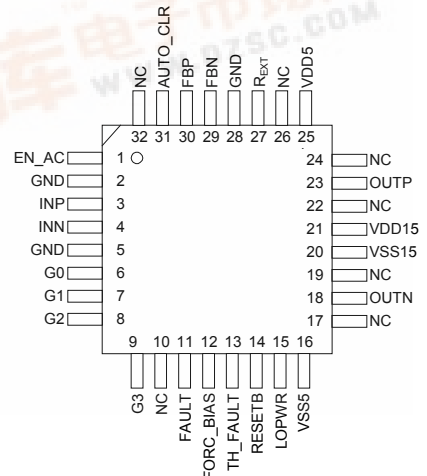 WWW.DZSC.COM
NC
AUTO_CLR
FBP
FBN
GND
REXT
NC
VDD5
32 31 30 29 28 27 26 25
EN_AC 1 24 NC
GND 2 23 OUTP
INP 3 22 NC
INN 4 21 VDD15
GND 5 20 VSS15
G0 6 19 NC
G1 7 18 OUTN
G2 8 17 NC
9 10 11 12 13 14 15 16
G3
NC
FAULT
FORC_BIAS
TH_FAULT
RESETB
LOPWR
VSS5